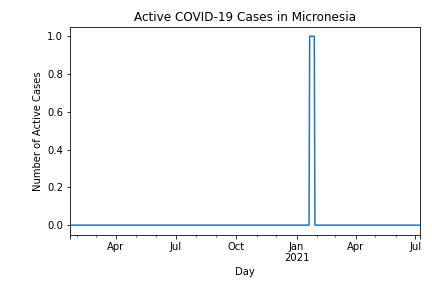 Active COVID-19 Cases in Micronesia
Number of Active Cases
1.0
0.8
0.6
0.4
0.2
0.0
Apr Jul Oct Jan Apr Jul
2021
Day